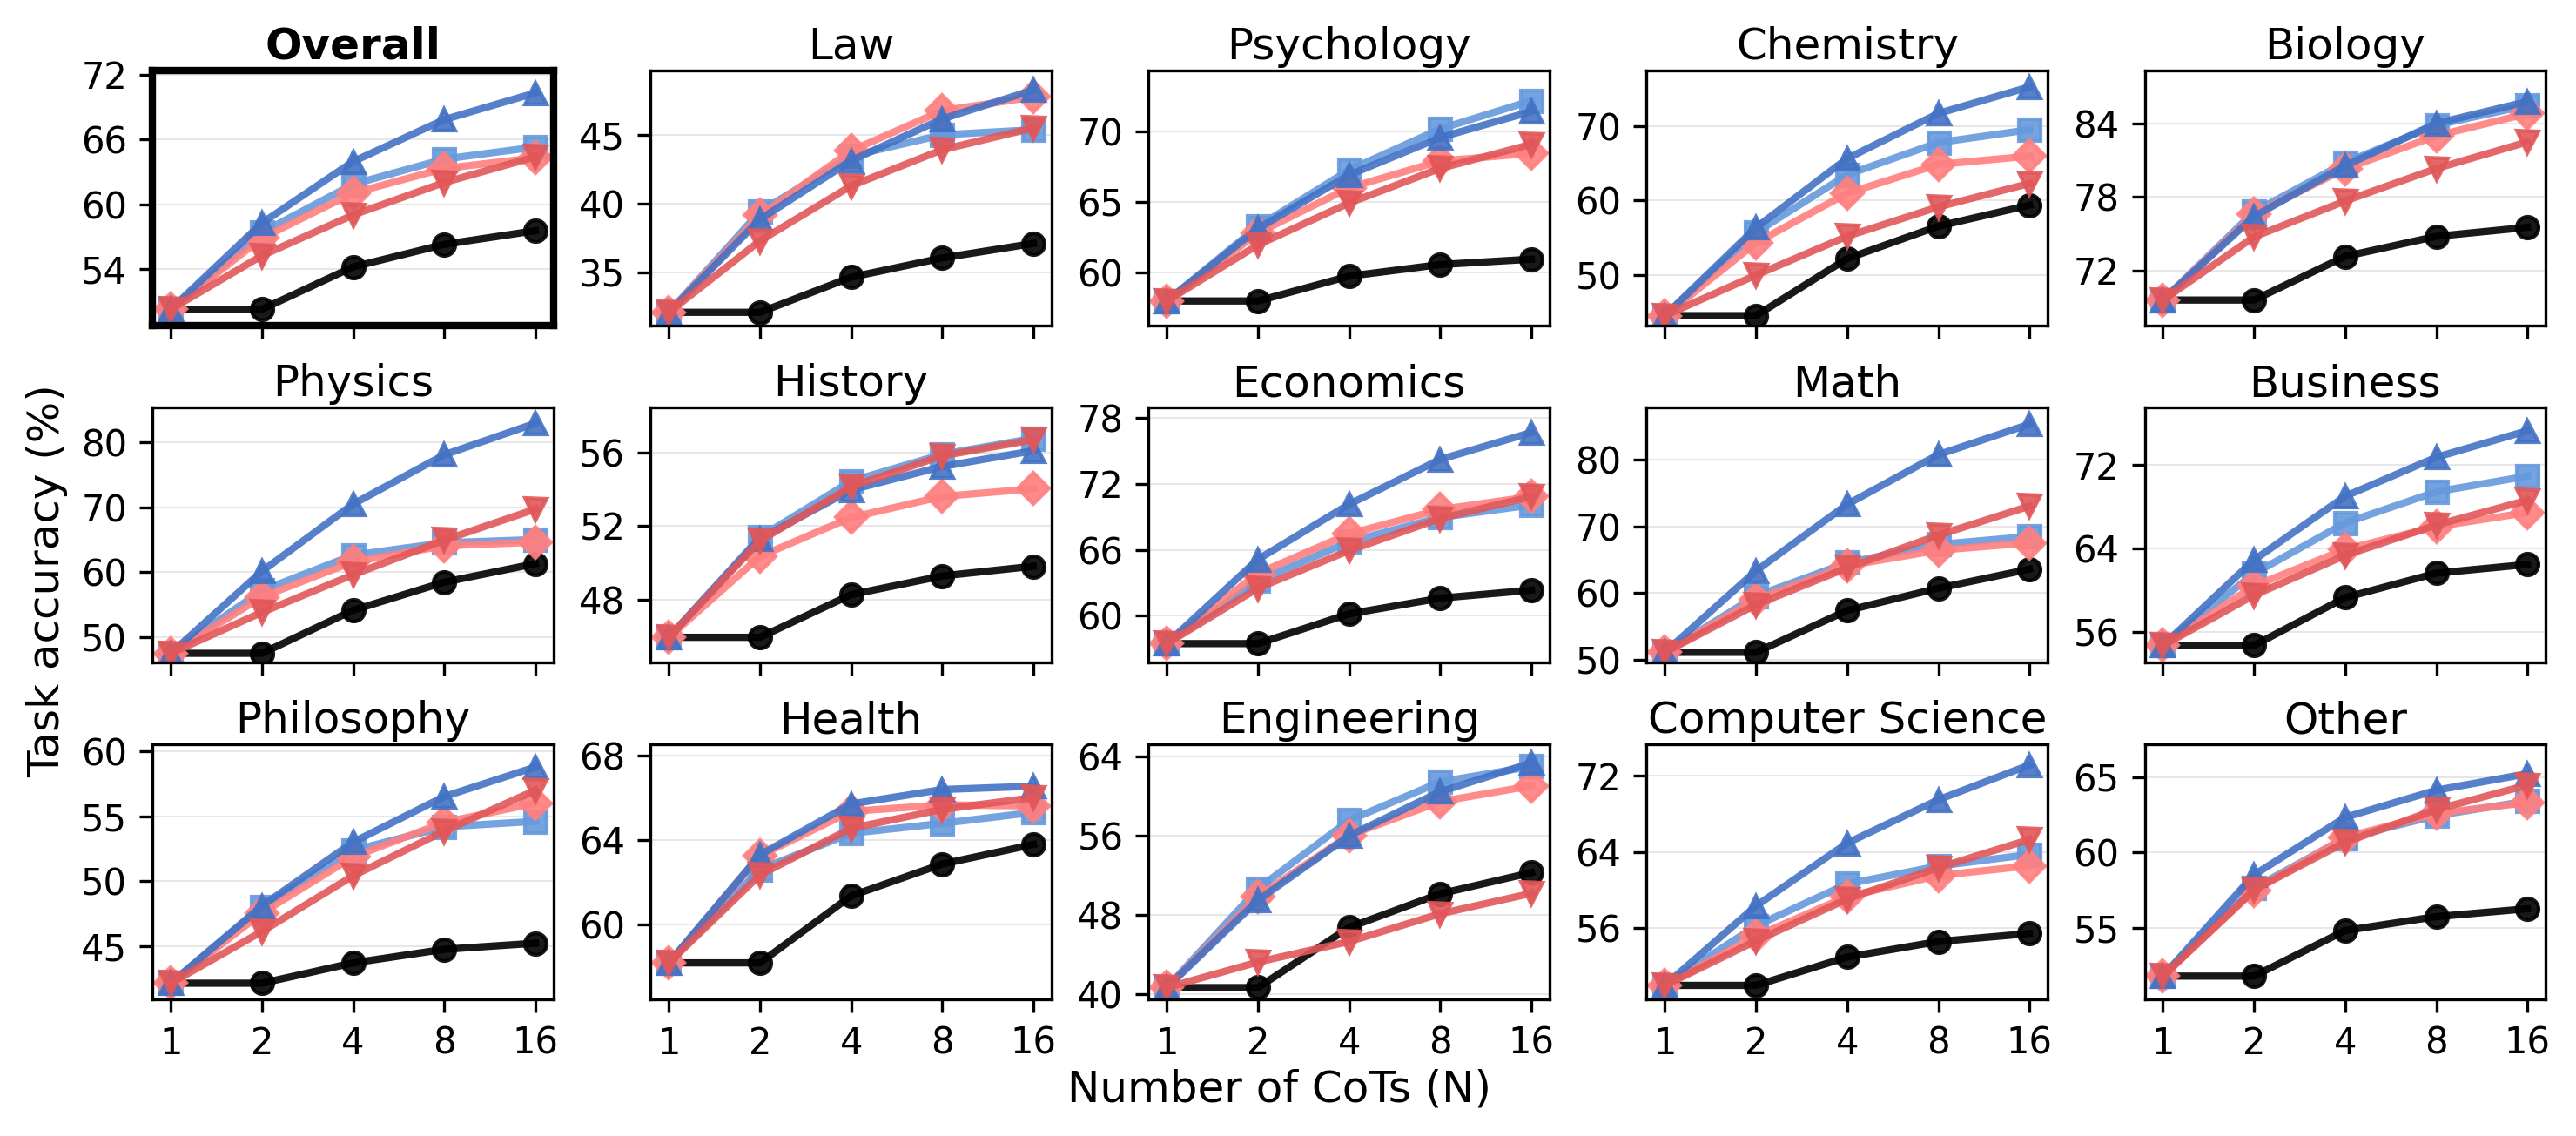 Overall
Law
Psychology
Chemistry
Biology
72
66
60
54
45
40
35
70
65
60
70
60
50
84
78
72
Physics
History
Economics
Math
Business
Task accuracy (%)
80
70
60
50
56
52
48
78
72
66
60
80
70
60
50
72
64
56
Philosophy
Health
Engineering
Computer Science
Other
60
55
50
45
68
64
60
64
56
48
40
72
64
56
65
60
55
1 2 4 8 16
1 2 4 8 16
1 2 4 8 16
1 2 4 8 16
1 2 4 8 16
Number of CoTs (N)